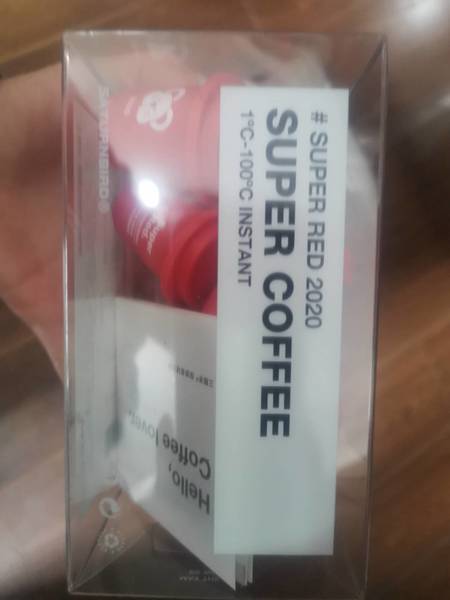 # SUPER RED 2020
SUPER COFFEE
1°C-100°C INSTANT
SATURNBIRD®
Hello,
Coffee lover,